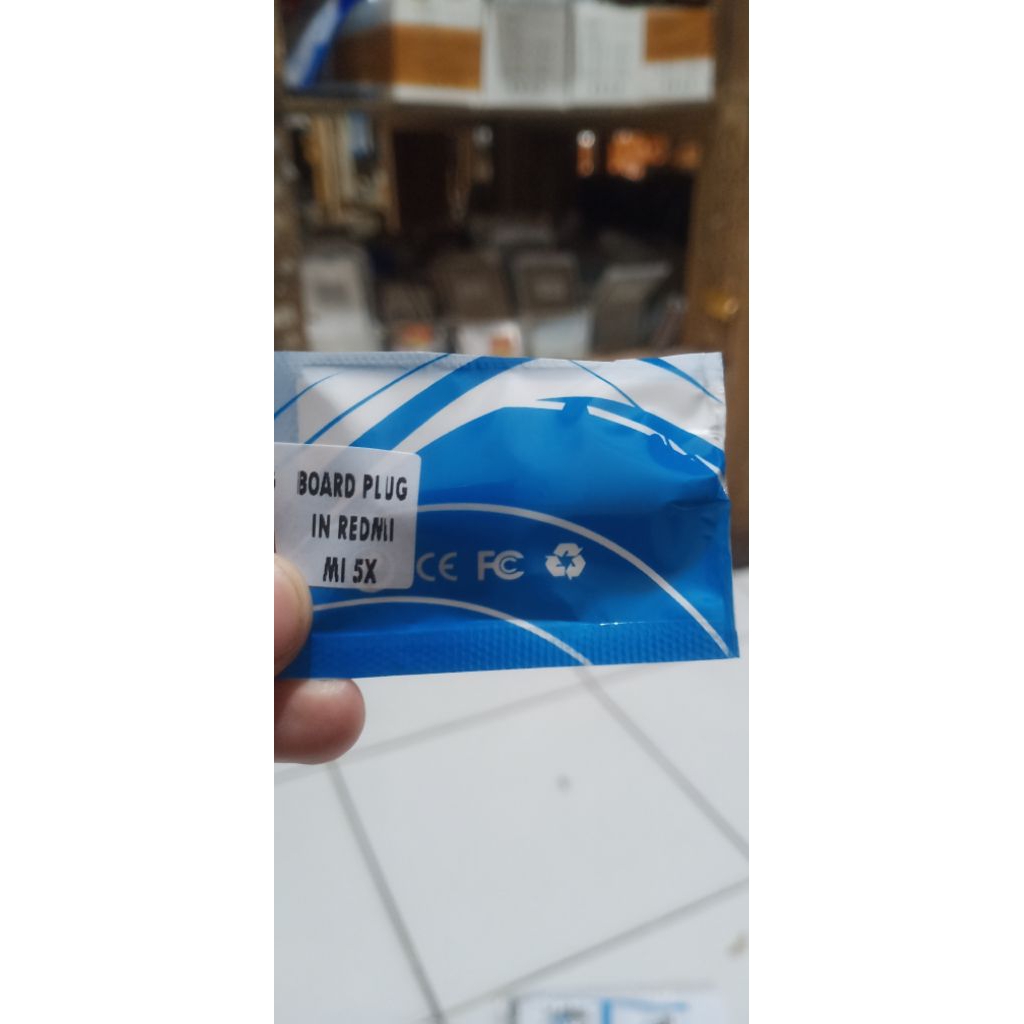 BOARD PLUG
IN REDMI
MI 5X
CE FC